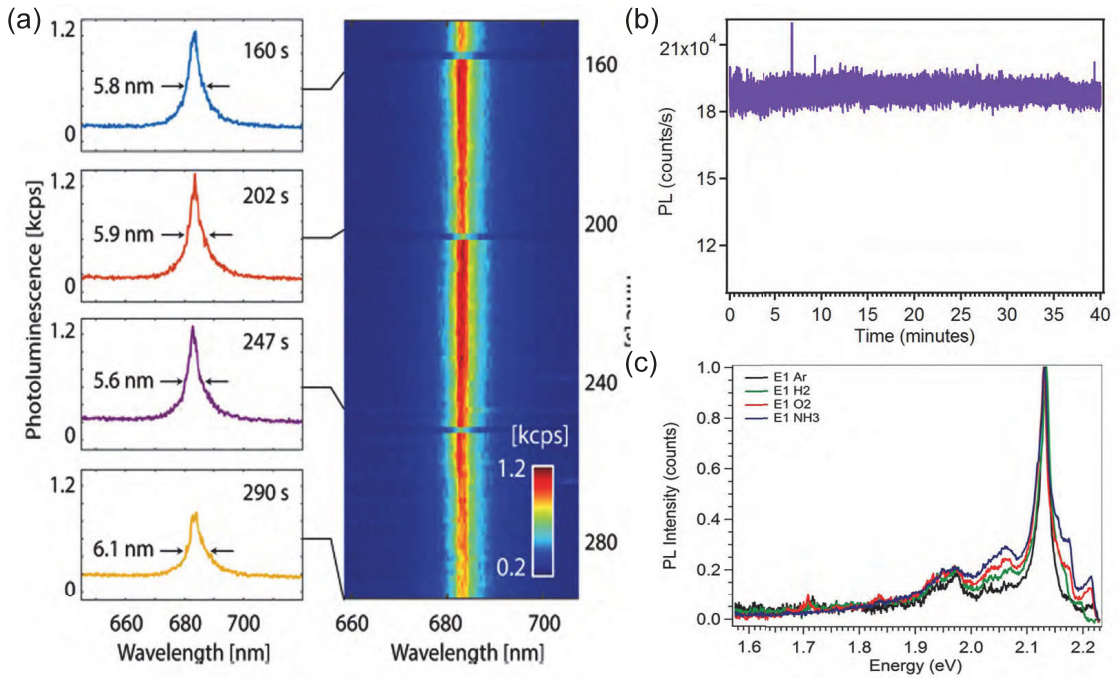 (a)
1.2
0
160 s
5.8 nm
1.2
0
202 s
5.9 nm
1.2
0
247 s
5.6 nm
1.2
0
290 s
6.1 nm
Photoluminescence [kcps]
660 680 700
Wavelength [nm]
160
200
240
280
[kcps]
1.2
0.2
660 680 700
Wavelength [nm]
(b)
21x10⁴
18
15
12
PL (counts/s)
0 5 10 15 20 25 30 35 40
Time (minutes)
(c)
1.0
0.8
0.6
0.4
0.2
0.0
PL Intensity (counts)
E1 Ar
E1 H2
E1 O2
E1 NH3
1.6 1.7 1.8 1.9 2.0 2.1 2.2
Energy (eV)